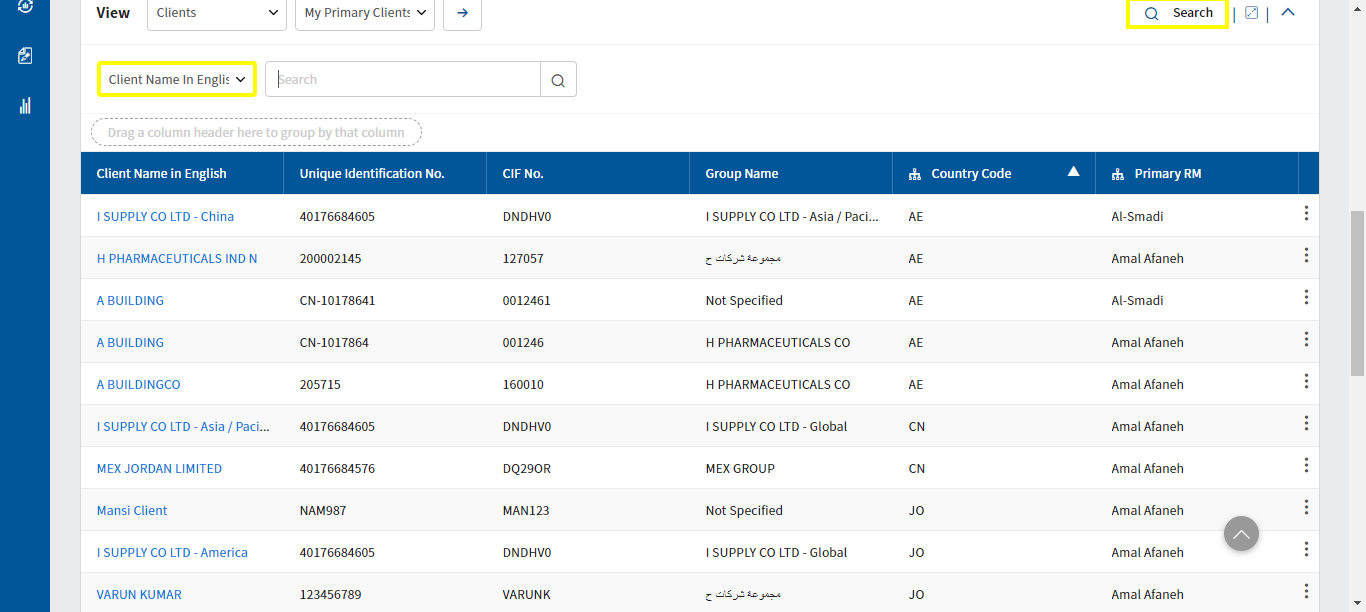 View Clients My Primary Clients Search
Client Name In Englis Search
Drag a column header here to group by that column
Client Name in English Unique Identification No. CIF No. Group Name Country Code Primary RM
I SUPPLY CO LTD - China 40176684605 DNDHV0 I SUPPLY CO LTD - Asia / Paci... AE Al-Smadi
H PHARMACEUTICALS IND N 200002145 127057 مجموعة شركات ح AE Amal Afaneh
A BUILDING CN-10178641 0012461 Not Specified AE Al-Smadi
A BUILDING CN-1017864 001246 H PHARMACEUTICALS CO AE Amal Afaneh
A BUILDINGCO 205715 160010 H PHARMACEUTICALS CO AE Amal Afaneh
I SUPPLY CO LTD - Asia / Paci... 40176684605 DNDHV0 I SUPPLY CO LTD - Global CN Amal Afaneh
MEX JORDAN LIMITED 40176684576 DQ29OR MEX GROUP CN Amal Afaneh
Mansi Client NAM987 MAN123 Not Specified JO Amal Afaneh
I SUPPLY CO LTD - America 40176684605 DNDHV0 I SUPPLY CO LTD - Global JO Amal Afaneh
VARUN KUMAR 123456789 VARUNK مجموعة شركات ح JO Amal Afaneh